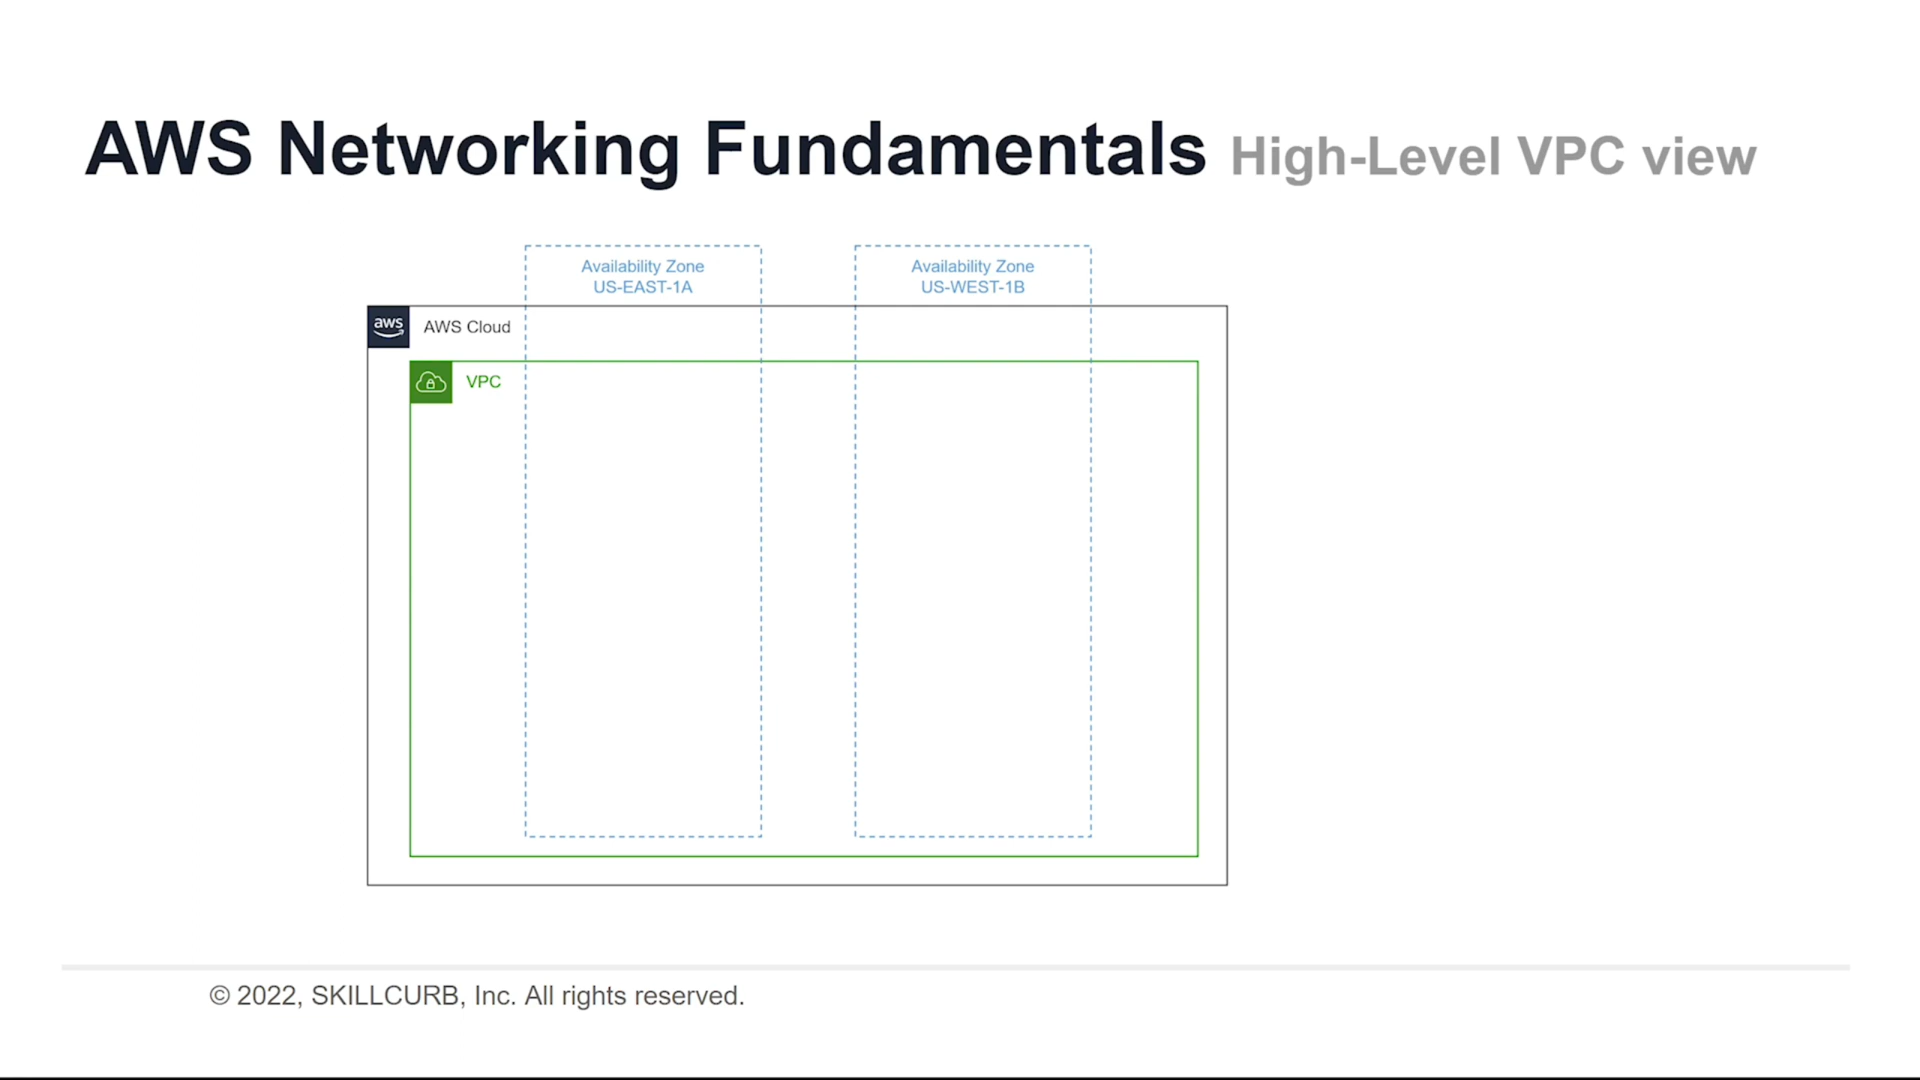 AWS Networking Fundamentals High-Level VPC view
Availability Zone
US-EAST-1A
Availability Zone
US-WEST-1B
aws
AWS Cloud
VPC
© 2022, SKILLCURB, Inc. All rights reserved.